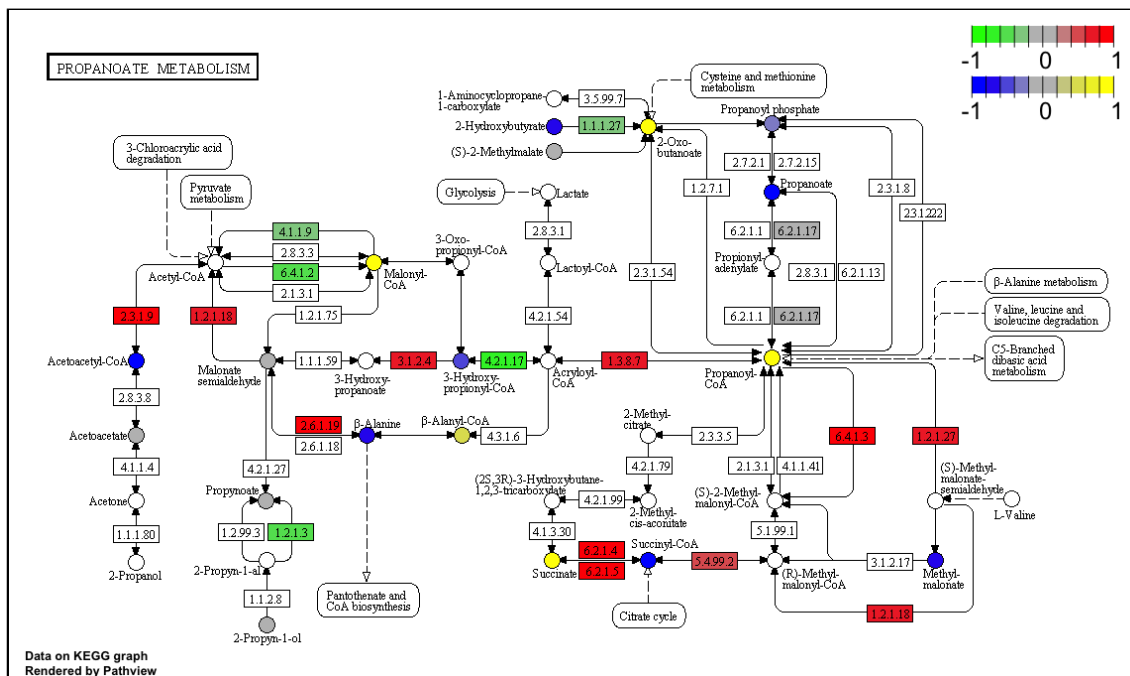 PROPANOATE METABOLISM
-1 0 1
-1 0 1
Cysteine and methionine
metabolism
1-Aminocyclopropane-
1-carboxylate
3.5.99.7
Propanoyl phosphate
2-Hydroxybutyrate
1.1.1.27
2-Oxo-
butanoate
(S)-2-Methylmalate
3-Chloroacrylic acid
degradation
Pyruvate
metabolism
Glycolysis
Lactate
2.7.2.1
2.7.2.15
1.2.7.1
2.3.1.8
2.3.1.222
Propanoate
4.1.1.9
2.8.3.3
6.4.1.2
2.1.3.1
Acetyl-CoA
Malonyl-
CoA
3-Oxo-
propionyl-CoA
2.8.3.1
Lactoyl-CoA
6.2.1.1
6.2.1.17
Propionyl-
adenylate
2.3.1.54
2.8.3.1
6.2.1.13
β-Alanine metabolism
Valine, leucine and
isoleucine degradation
C5-Branched
dibasic acid
metabolism
2.3.1.9
1.2.1.18
1.2.1.75
4.2.1.54
6.2.1.1
6.2.1.17
Acetoacetyl-CoA
Malonate
semialdehyde
1.1.1.59
3-Hydroxy-
propanoate
3.1.2.4
3-Hydroxy-
propionyl-CoA
4.2.1.17
Acryloyl-
CoA
1.3.8.7
Propanoyl-
CoA
2.8.3.8
Acetoacetate
2.6.1.19
2.6.1.18
β-Alanine
β-Alanyl-CoA
4.3.1.6
2-Methyl-
citrate
2.3.3.5
6.4.1.3
1.2.1.27
4.1.1.4
Acetone
4.2.1.27
Propynoate
4.2.1.79
2.1.3.1
4.1.1.41
(2S,3R)-3-Hydroxybutane-
1,2,3-tricarboxylate
4.2.1.99
2-Methyl-
cis-aconitate
(S)-2-Methyl-
malonyl-CoA
(S)-Methyl-
malonate-
semialdehyde
L-Valine
1.1.1.80
2-Propanol
1.2.99.3
1.2.1.3
2-Propyn-1-al
4.1.3.30
5.1.99.1
Succinate
6.2.1.4
6.2.1.5
Succinyl-CoA
5.4.99.2
(R)-Methyl-
malonyl-CoA
3.1.2.17
Methyl-
malonate
1.1.2.8
2-Propyn-1-ol
Pantothenate and
CoA biosynthesis
Citrate cycle
1.2.1.18
Data on KEGG graph
Rendered by Pathview